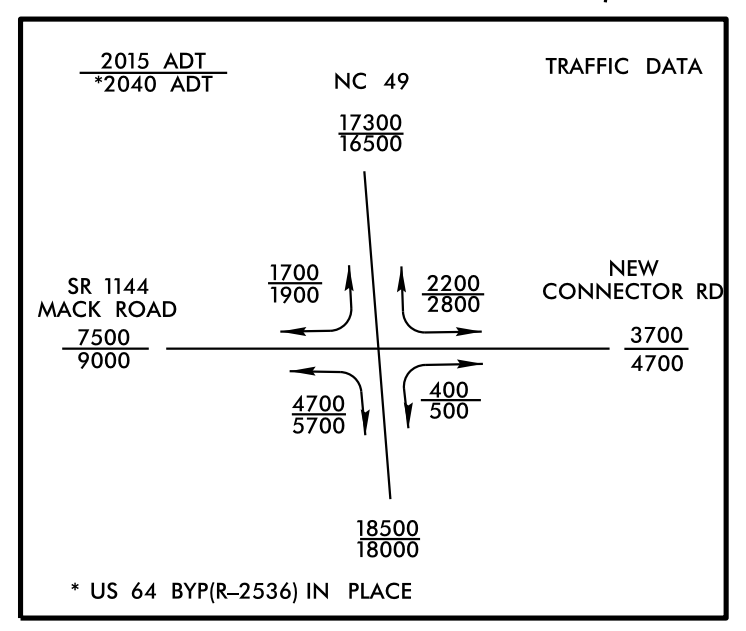 2015 ADT
*2040 ADT
TRAFFIC DATA
NC 49
17300
16500
1700
1900
2200
2800
SR 1144
MACK ROAD
7500
9000
NEW
CONNECTOR RD
3700
4700
4700
5700
400
500
18500
18000
* US 64 BYP(R–2536) IN PLACE